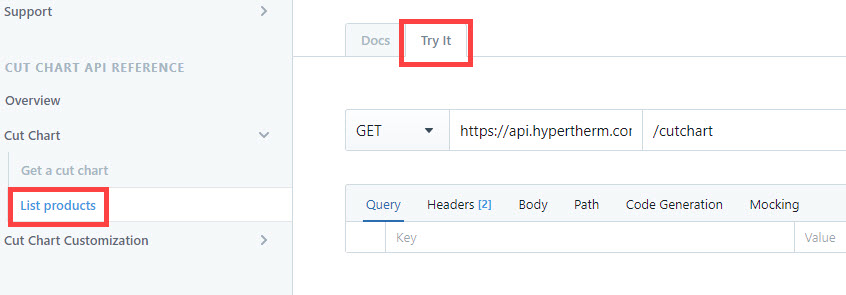 Support
CUT CHART API REFERENCE
Overview
Cut Chart
Get a cut chart
List products
Cut Chart Customization
Docs
Try It
GET
https://api.hypertherm.co
/cutchart
Query
Headers [2]
Body
Path
Code Generation
Mocking
Key
Value